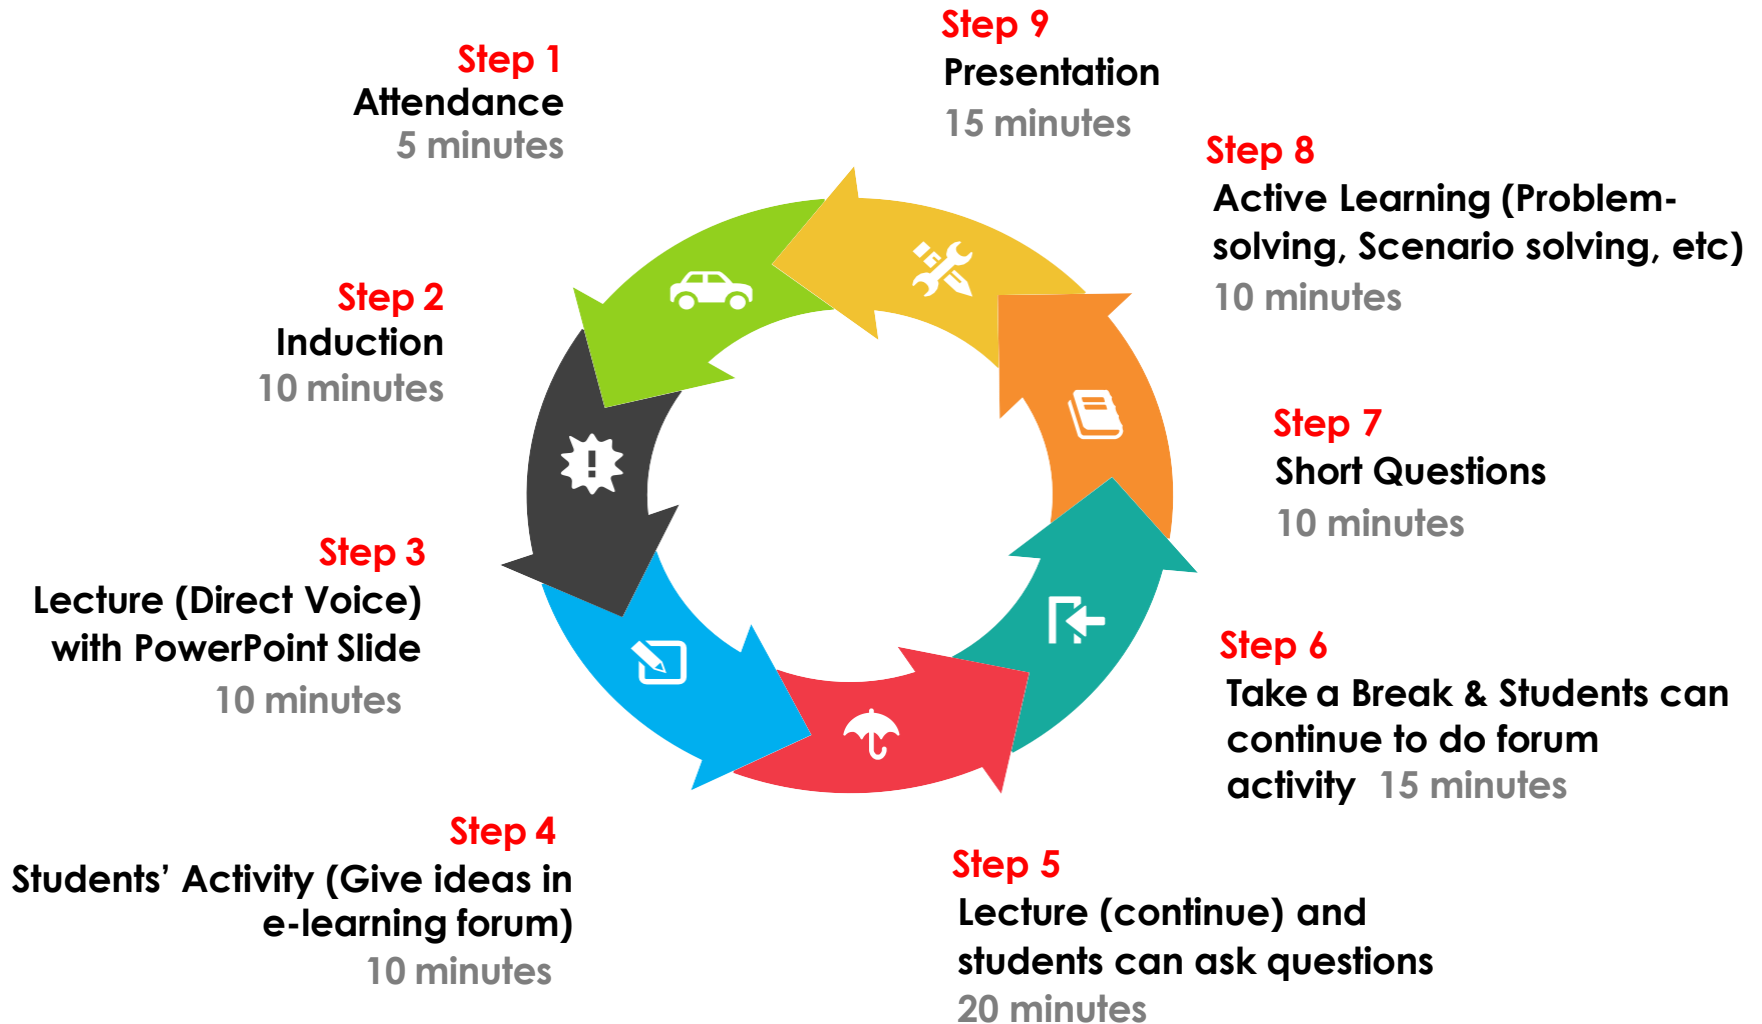 Step 1
Attendance
5 minutes
Step 2
Induction
10 minutes
Step 3
Lecture (Direct Voice)
with PowerPoint Slide
10 minutes
Step 4
Students’ Activity (Give ideas in
e-learning forum)
10 minutes
Step 5
Lecture (continue) and
students can ask questions
20 minutes
Step 6
Take a Break & Students can
continue to do forum
activity 15 minutes
Step 7
Short Questions
10 minutes
Step 8
Active Learning (Problem-
solving, Scenario solving, etc)
10 minutes
Step 9
Presentation
15 minutes